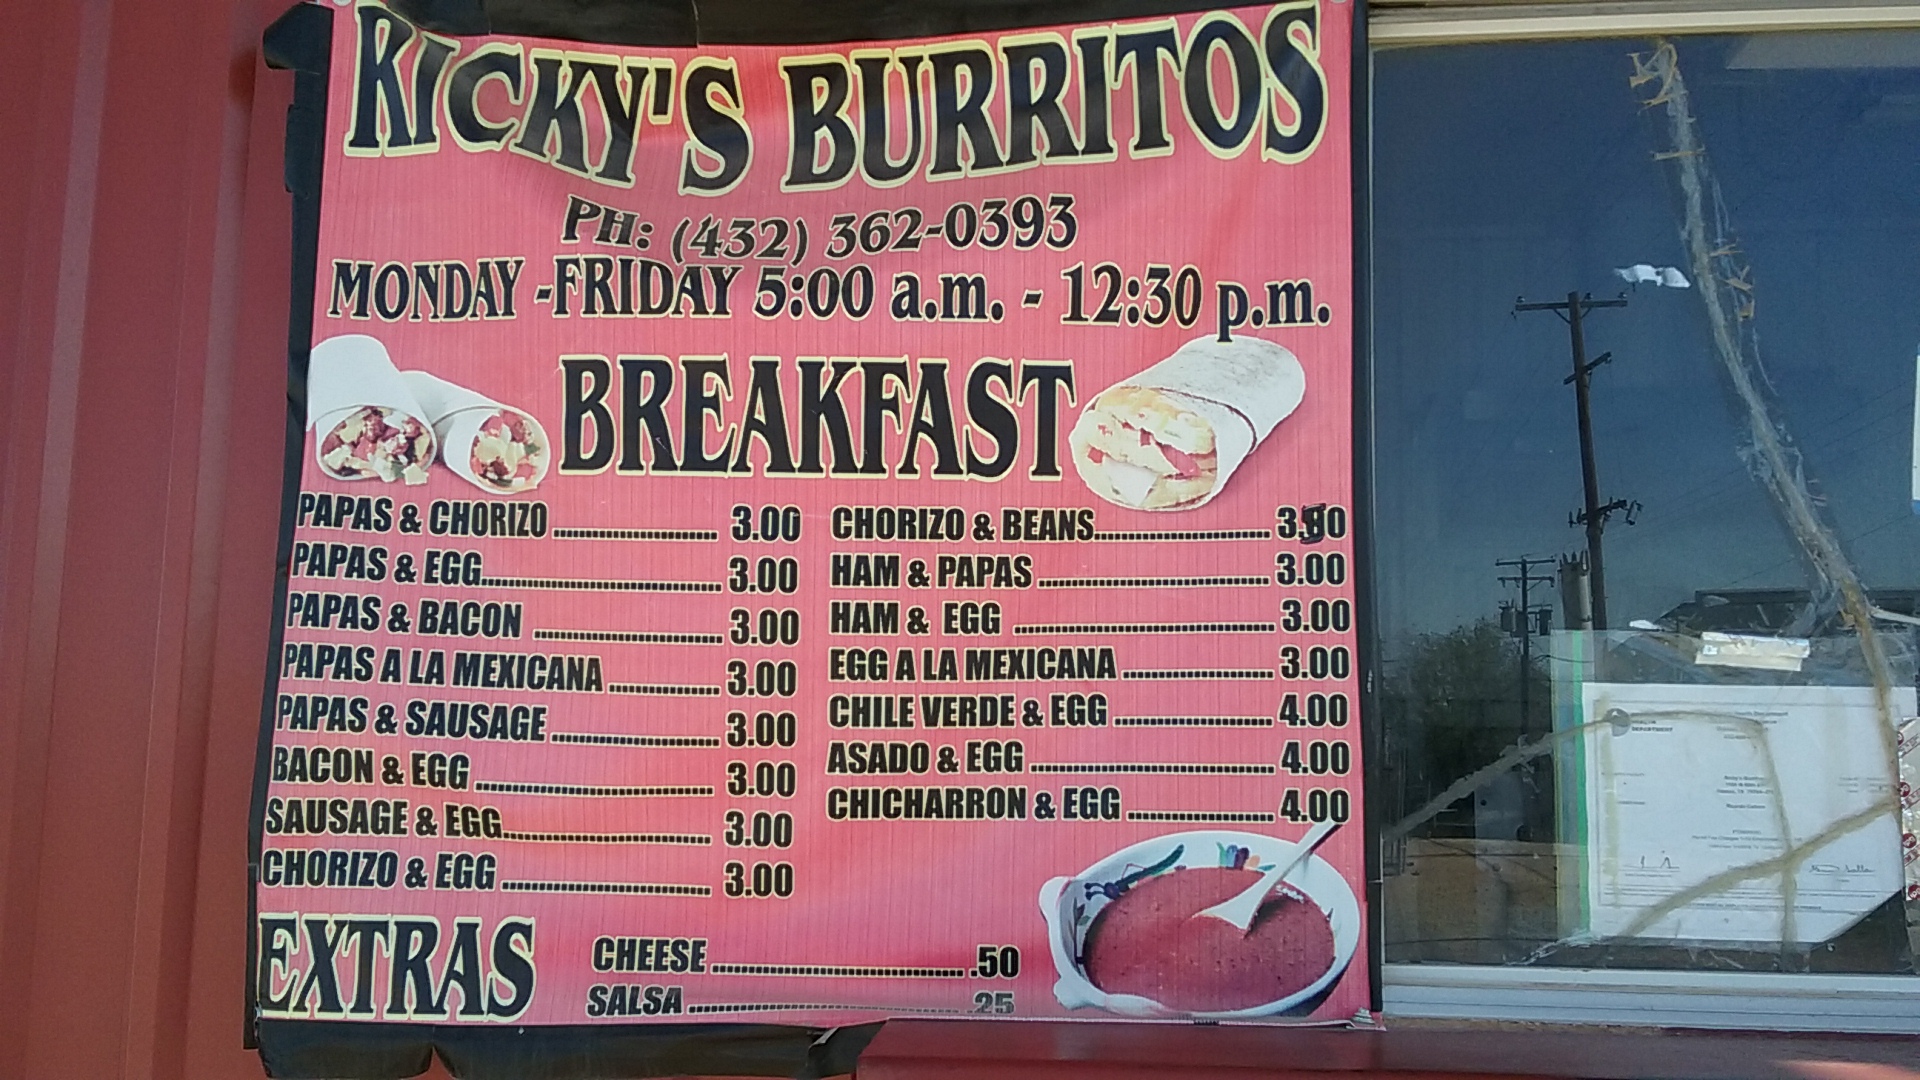 RICKY'S BURRITOS
PH: (432) 362-0393
MONDAY -FRIDAY 5:00 a.m. - 12:30 p.m.
BREAKFAST
PAPAS & CHORIZO 3.00
PAPAS & EGG 3.00
PAPAS & BACON 3.00
PAPAS A LA MEXICANA 3.00
PAPAS & SAUSAGE 3.00
BACON & EGG 3.00
SAUSAGE & EGG 3.00
CHORIZO & EGG 3.00
CHORIZO & BEANS 3.50
HAM & PAPAS 3.00
HAM & EGG 3.00
EGG A LA MEXICANA 3.00
CHILE VERDE & EGG 4.00
ASADO & EGG 4.00
CHICHARRON & EGG 4.00
EXTRAS
CHEESE .50
SALSA .25
DEPARTMENT